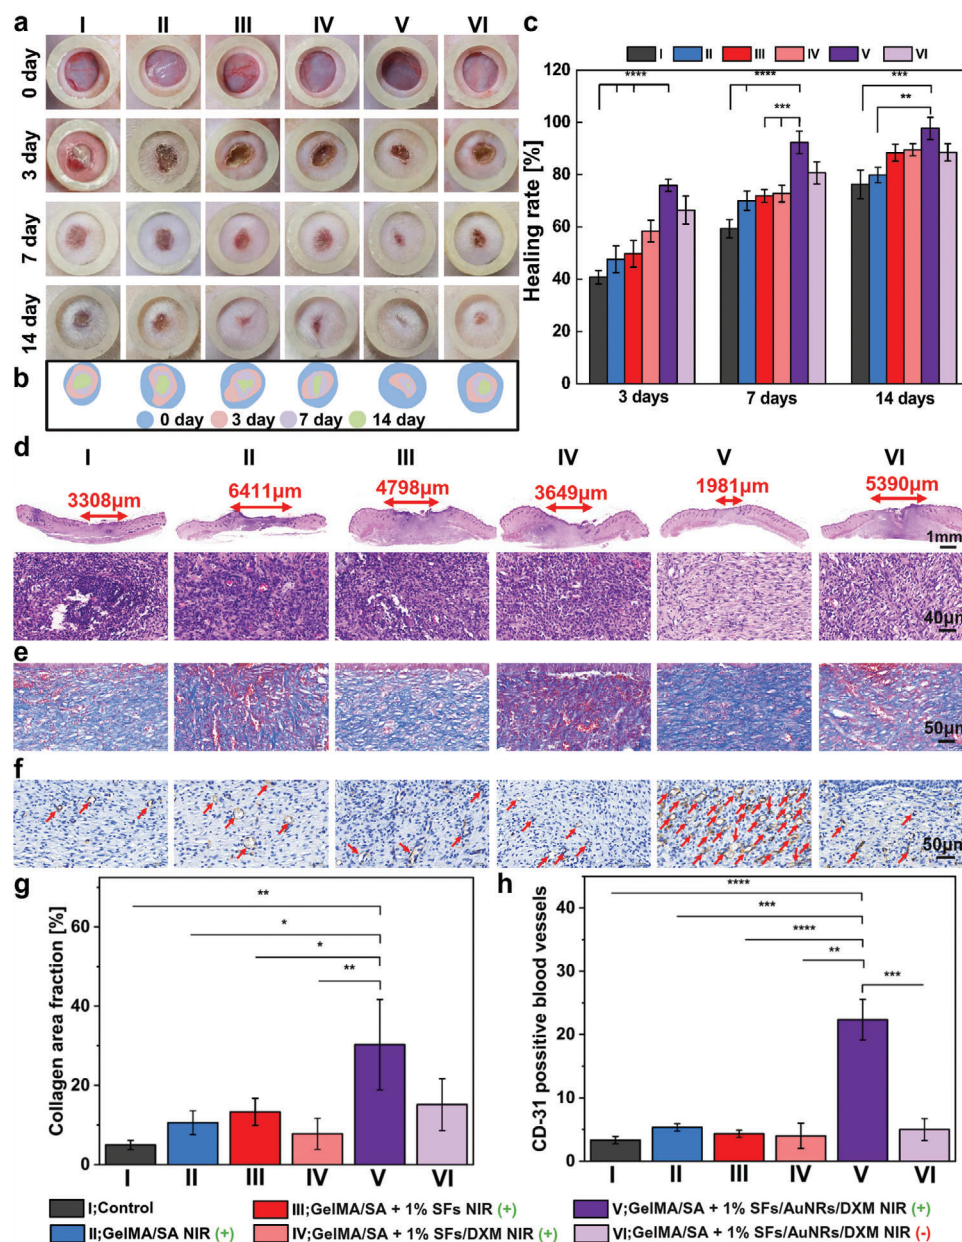 a
I II III IV V VI
0 day
3 day
7 day
14 day
b
0 day 3 day 7 day 14 day
c
I II III IV V VI
Healing rate [%]
120
100
80
60
40
20
0
**** **** ***
*** **
3 days 7 days 14 days
d
I II III IV V VI
3308µm 6411µm 4798µm 3649µm 1981µm 5390µm
1mm
40µm
e
50µm
f
50µm
g
Collagen area fraction [%]
60
40
20
0
**
*
*
**
I II III IV V VI
h
CD-31 possitive blood vessels
40
30
20
10
0
****
***
****
**
***
I II III IV V VI
I;Control
II;GelMA/SA NIR (+)
III;GelMA/SA + 1% SFs NIR (+)
IV;GelMA/SA + 1% SFs/DXM NIR (+)
V;GelMA/SA + 1% SFs/AuNRs/DXM NIR (+)
VI;GelMA/SA + 1% SFs/AuNRs/DXM NIR (-)